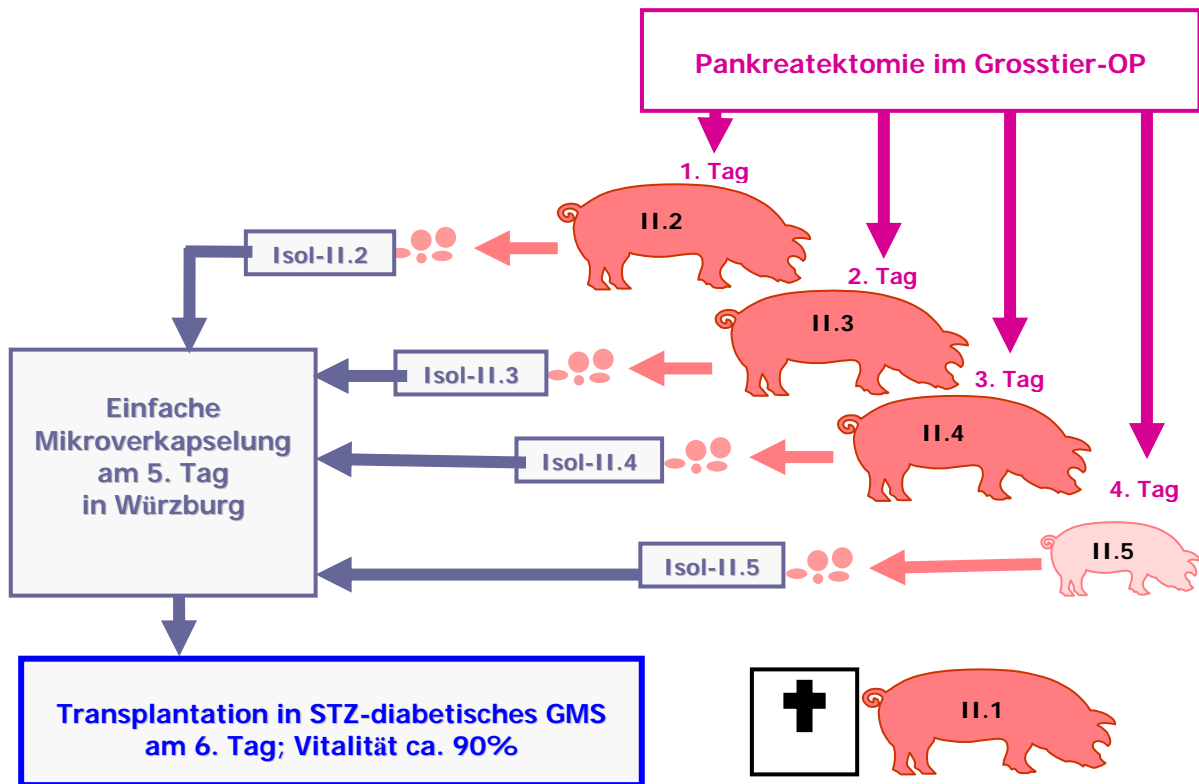 Pankreatektomie im Grosstier-OP
1. Tag
II.2
Isol-II.2
2. Tag
II.3
Isol-II.3
3. Tag
II.4
Isol-II.4
4. Tag
II.5
Isol-II.5
Einfache
Mikroverkapselung
am 5. Tag
in Würzburg
Transplantation in STZ-diabetisches GMS
am 6. Tag; Vitalität ca. 90%
II.1